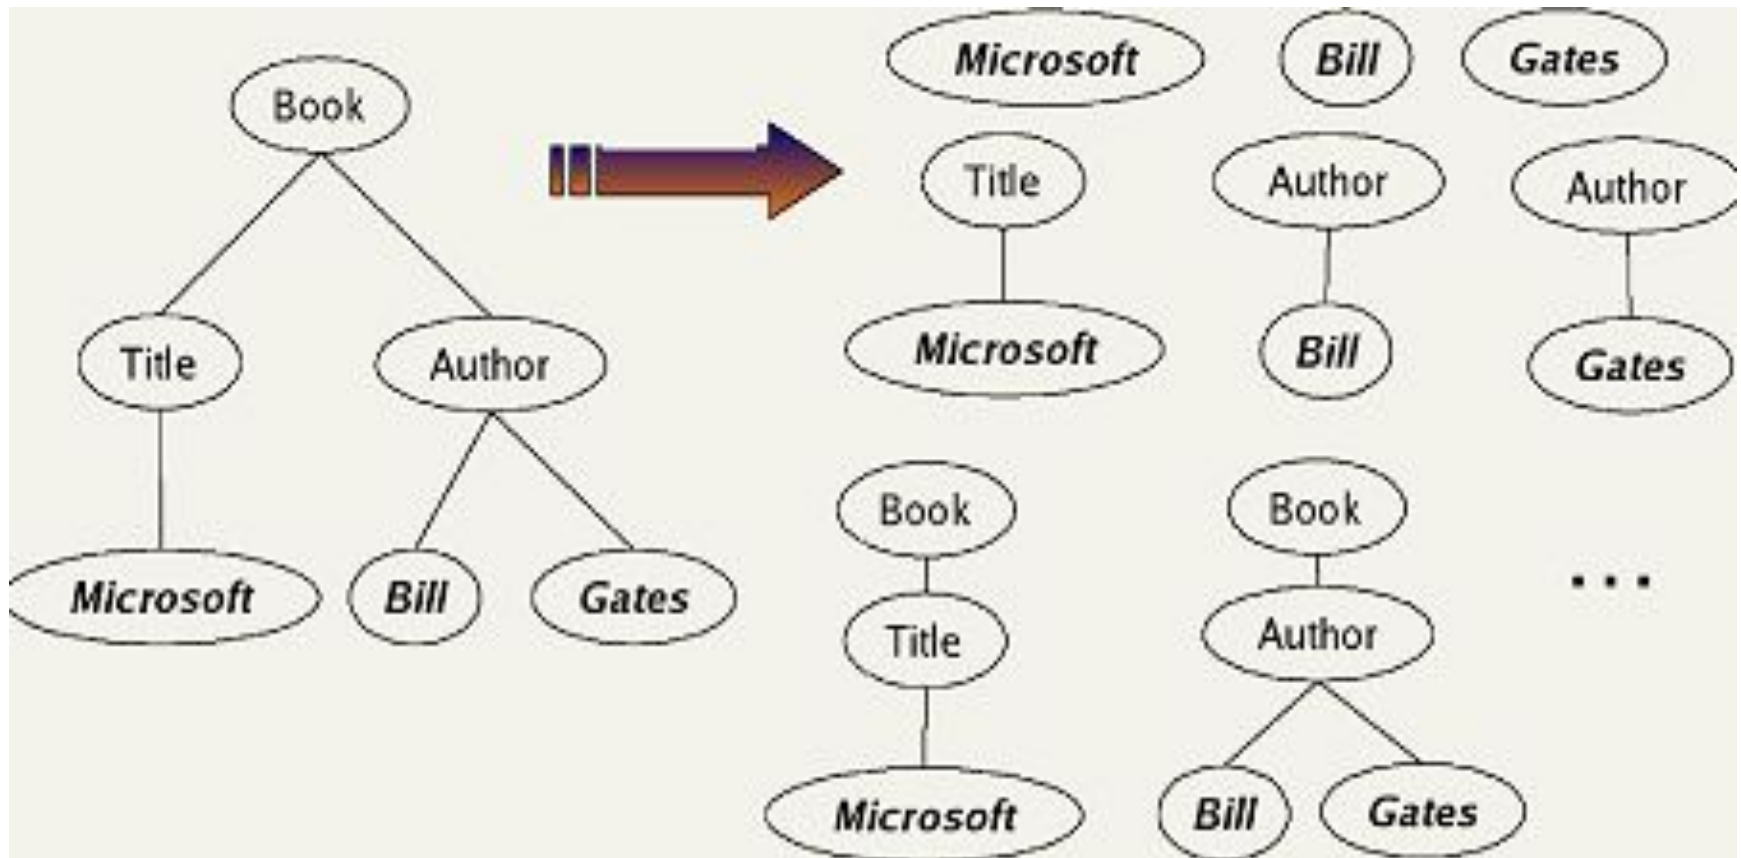 Book
Title
Author
Microsoft
Bill
Gates
Microsoft
Bill
Gates
Title
Author
Author
Microsoft
Bill
Gates
Book
Book
Title
Author
Microsoft
Bill
Gates
...